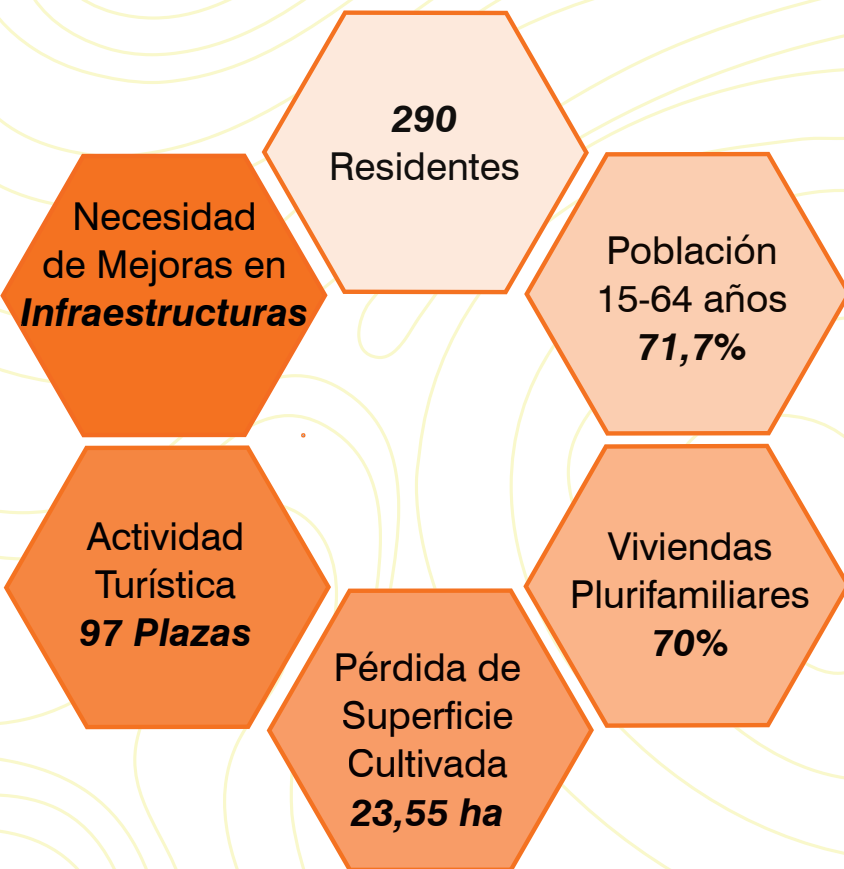 290
Residentes
Población
15-64 años
71,7%
Viviendas
Plurifamiliares
70%
Pérdida de
Superficie
Cultivada
23,55 ha
Actividad
Turística
97 Plazas
Necesidad
de Mejoras en
Infraestructuras